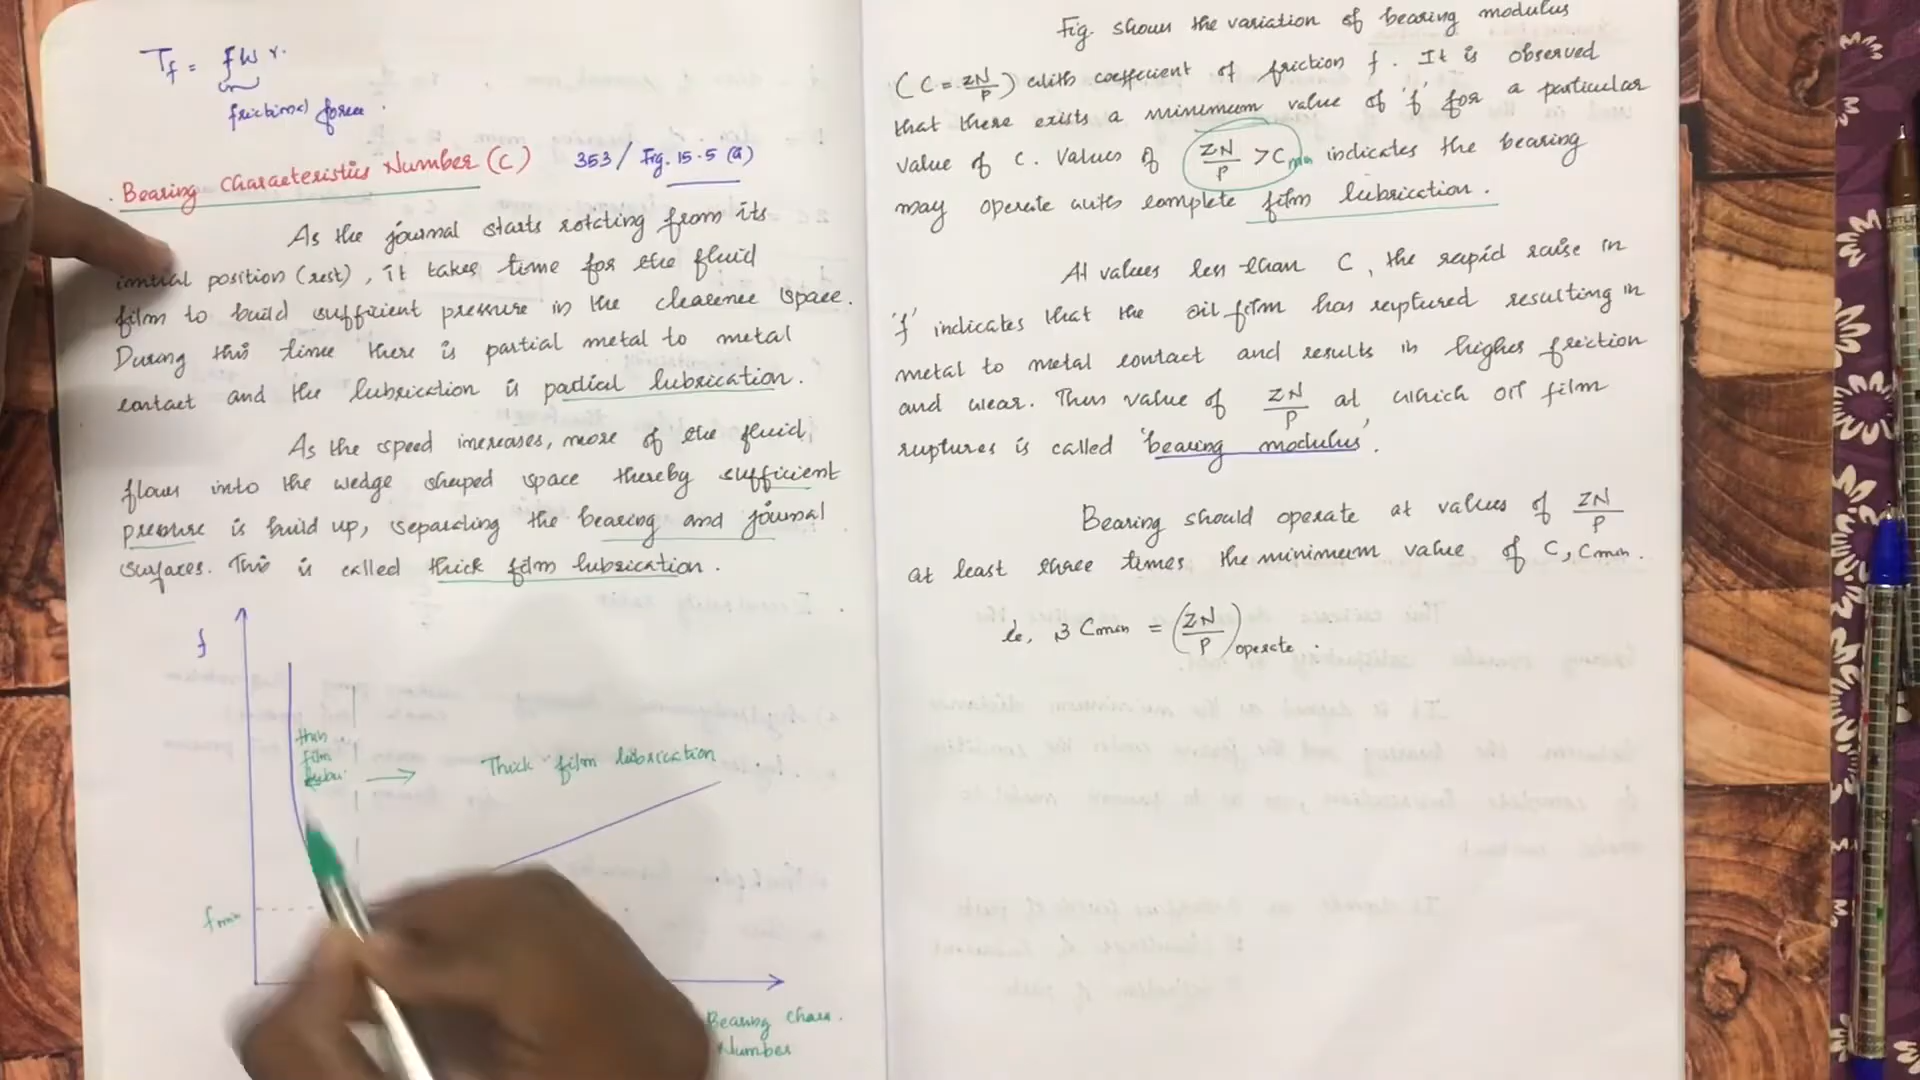 Tf = fW r.
frictional force.
Bearing Characteristics Number (C) 353/ Fig. 15.5 (a)
As the journal starts rotating from its
initial position (rest), it takes time for the fluid
film to build sufficient pressure in the clearence space.
During this time there is partial metal to metal
contact and the lubrication is partial lubrication.
As the speed increases, more of the fluid
flows into the wedge shaped space thereby sufficient
pressure is build up, separating the bearing and journal
surfaces. This is called thick film lubrication.
f
thin
film
lubri
Thick film lubrication
fmin
Bearing Chara.
Number
Fig. shows the variation of bearing modulus
(C = ZN/P) with coefficient of friction f. It is observed
that there exists a minimum value of 'f' for a particular
value of C. Values of ZN/P > Cmin indicates the bearing
may operate with complete film lubrication.
At values less than C, the rapid raise in
'f' indicates that the oil film has ruptured resulting in
metal to metal contact and results in higher friction
and wear. Thus value of ZN/P at which oil film
ruptures is called 'bearing modulus'.
Bearing should operate at values of ZN/P
at least three times the minimum value of C, Cmin.
ie, 3 Cmin = (ZN/P)operate.